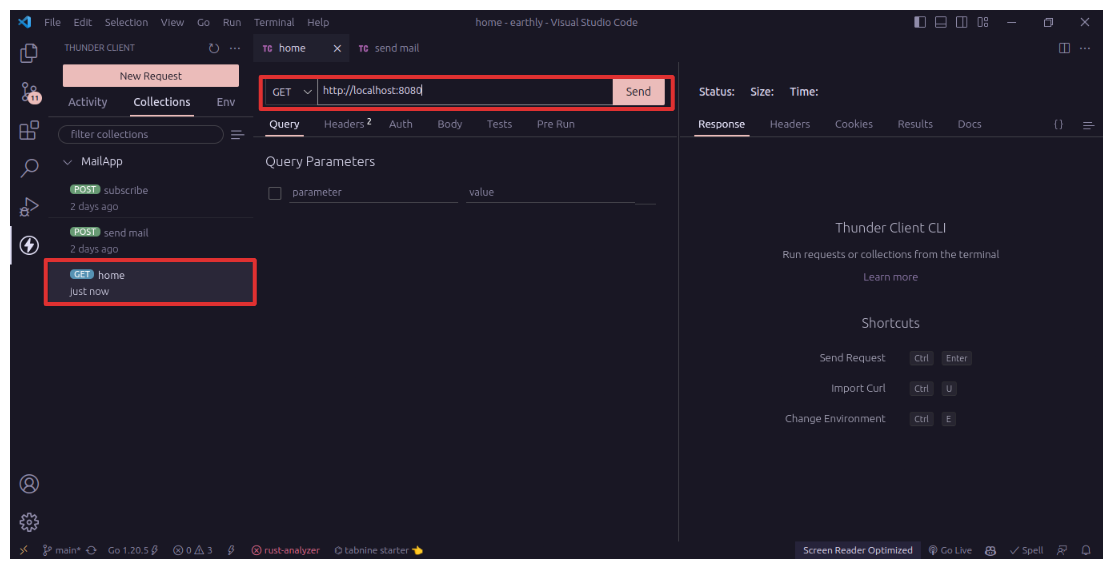 File Edit Selection View Go Run Terminal Help home - earthly - Visual Studio Code
THUNDER CLIENT
New Request
Activity Collections Env
filter collections
MailApp
POST subscribe
2 days ago
POST send mail
2 days ago
GET home
just now
11
TC home TC send mail
GET http://localhost:8080 Send
Query Headers 2 Auth Body Tests Pre Run
Query Parameters
parameter value
Status: Size: Time:
Response Headers Cookies Results Docs {}
Thunder Client CLI
Run requests or collections from the terminal
Learn more
Shortcuts
Send Request Ctrl Enter
Import Curl Ctrl U
Change Environment Ctrl E
main* Go 1.20.5 0 3 rust-analyzer tabnine starter Screen Reader Optimized Go Live Spell